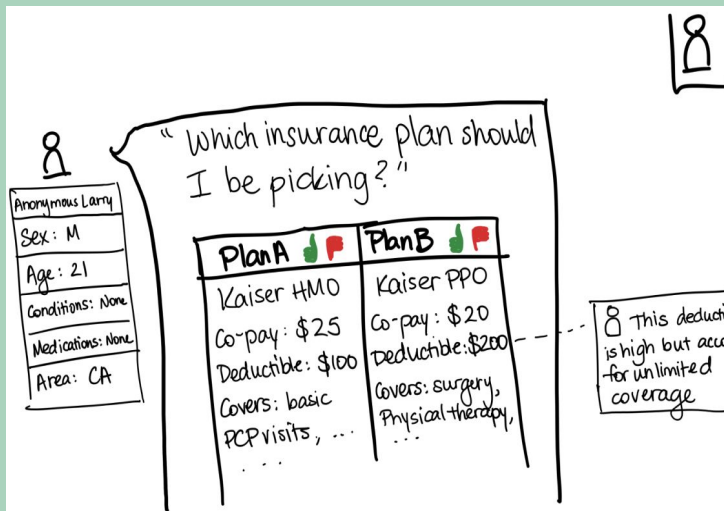 "Which insurance plan should
I be picking?"
Anonymous Larry
Sex: M
Age: 21
Conditions: None
Medications: None
Area: CA
Plan A
Kaiser HMO
Co-pay: $25
Deductible: $100
Covers: basic
PCP visits, ...
. . .
Plan B
Kaiser PPO
Co-pay: $20
Deductible: $200
Covers: surgery,
Physical therapy,
...
This
is high but
for unlimited
coverage